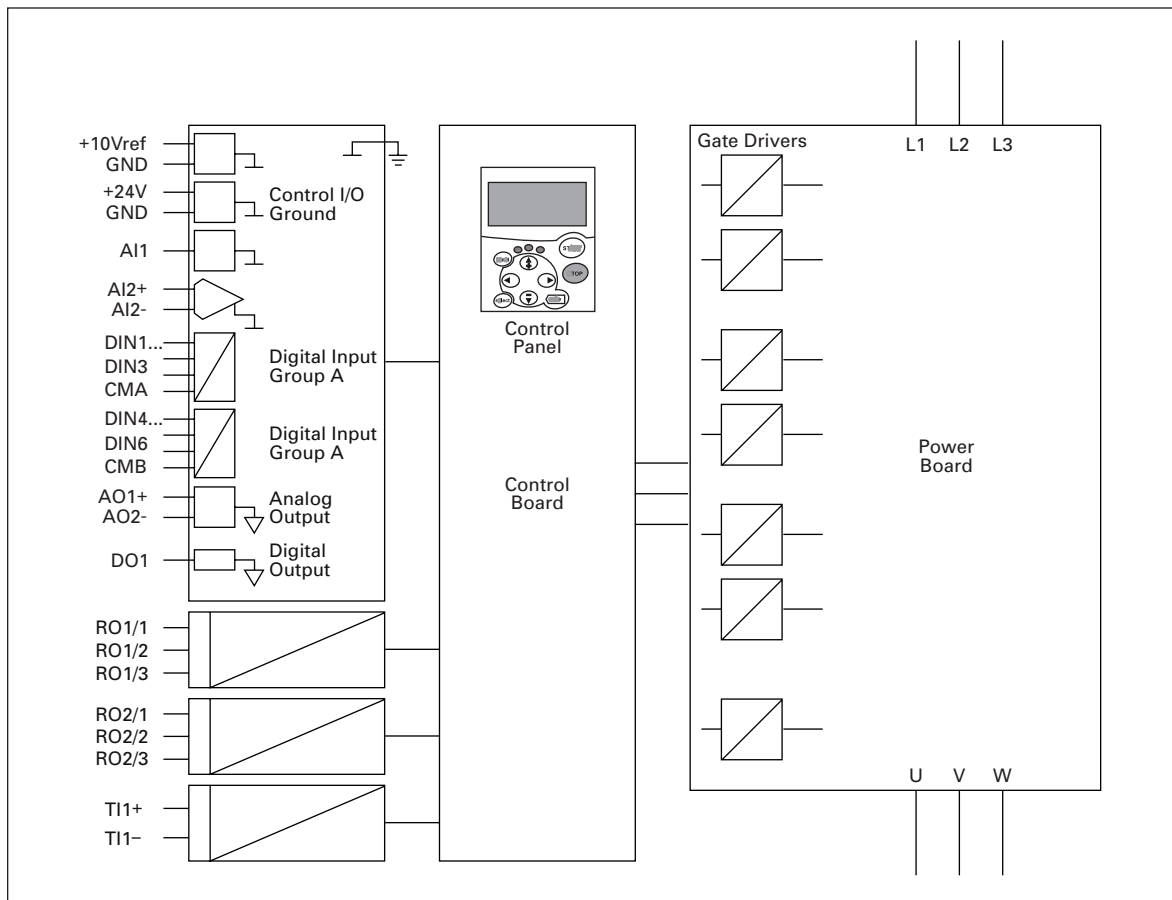 +10Vref
GND
+24V
GND
Control I/O
Ground
AI1
AI2+
AI2-
DIN1...
DIN3
CMA
Digital Input
Group A
DIN4...
DIN6
CMB
Digital Input
Group A
AO1+
AO2-
Analog
Output
DO1
Digital
Output
RO1/1
RO1/2
RO1/3
RO2/1
RO2/2
RO2/3
TI1+
TI1–
STOP
Control
Panel
Control
Board
Gate Drivers
L1 L2 L3
Power
Board
U V W